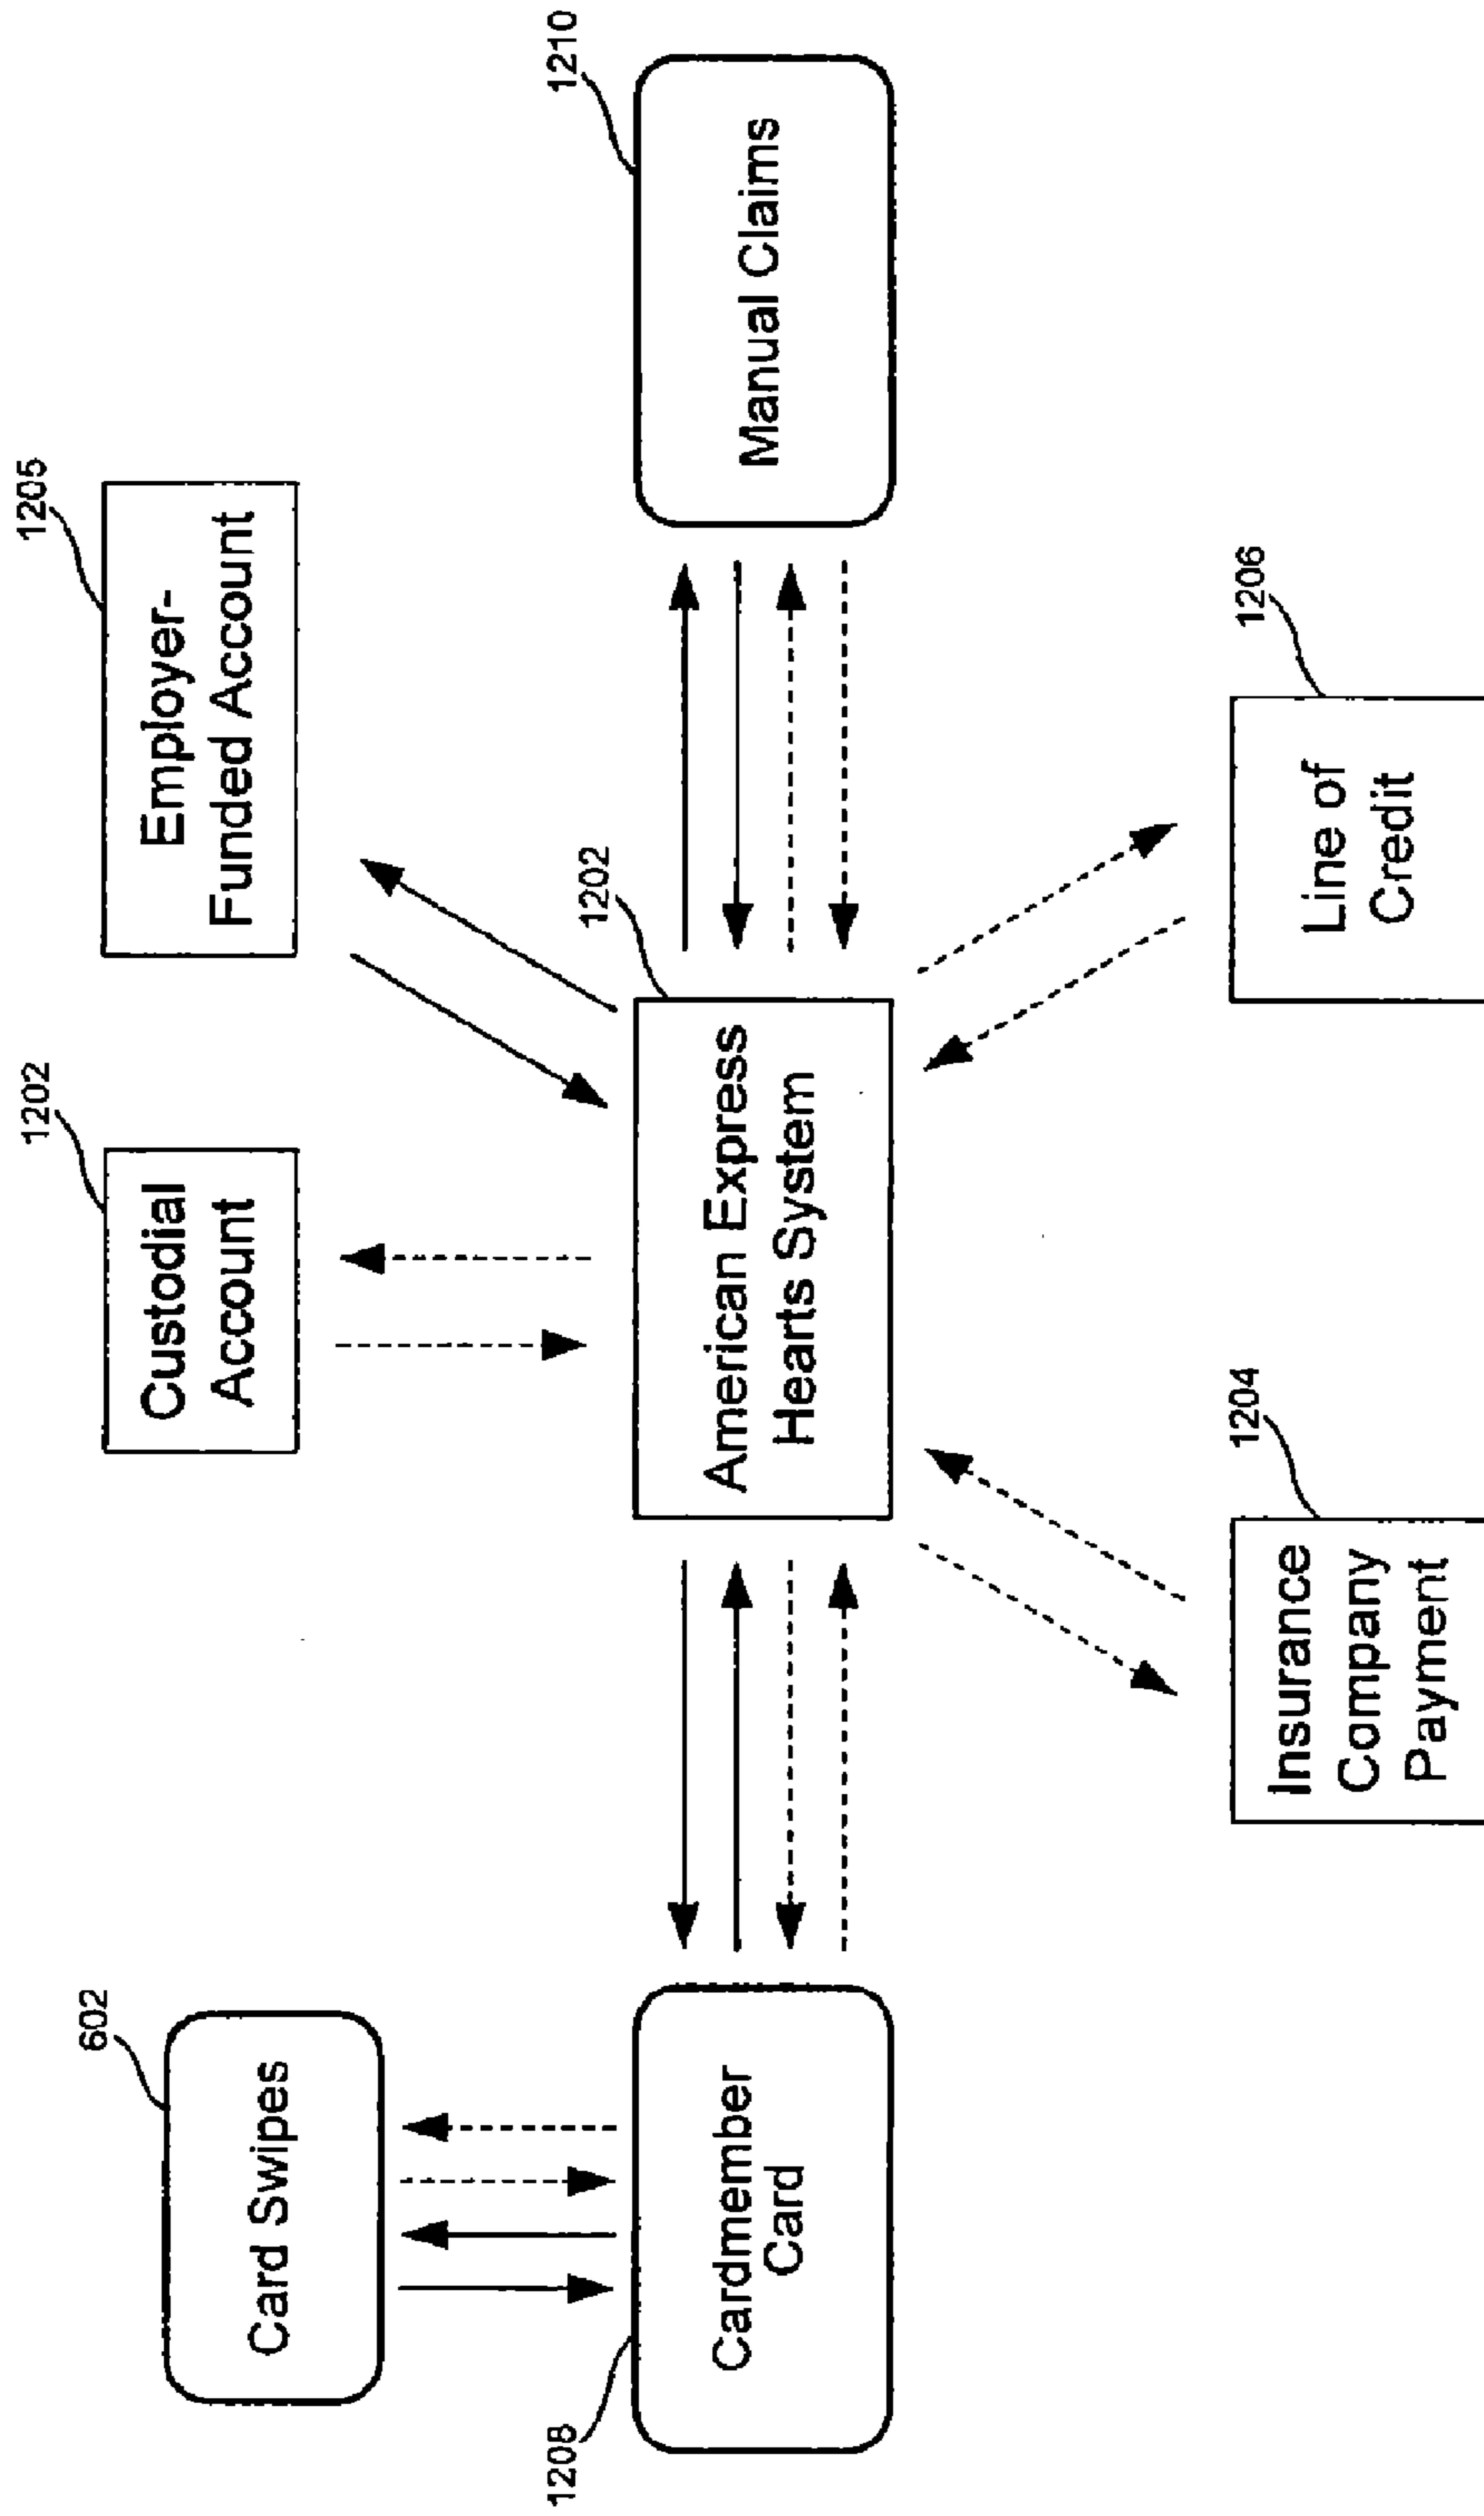 602
Card Swipes
1202
Custodial
Account
1205
Employer-
Funded Account
1208
Cardmember
Card
1202
American Express
Hearts System
1210
Manual Claims
1204
Insurance
Company
Payment
1206
Line of
Credit